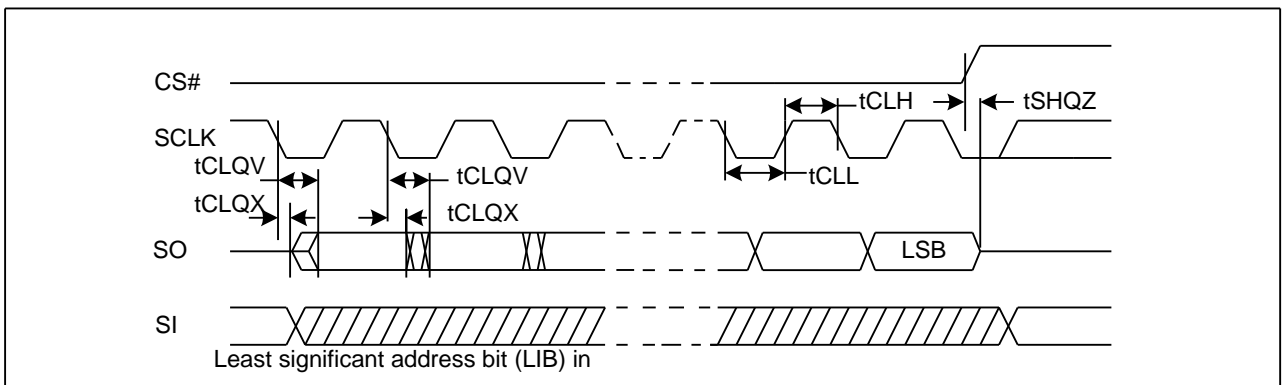 CS#
tCLH
tSHQZ
SCLK
tCLQV
tCLQV
tCLL
tCLQX
tCLQX
SO
LSB
SI
Least significant address bit (LIB) in